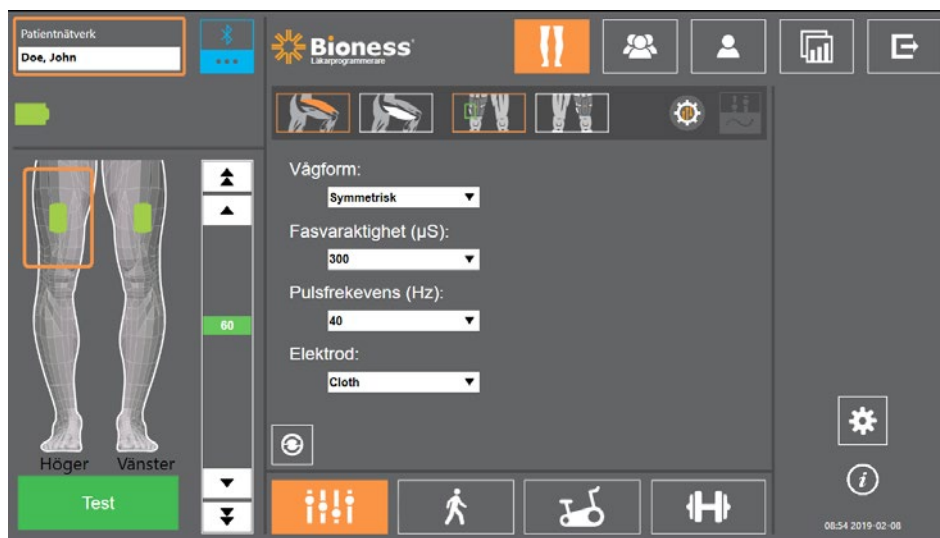 Patientnätverk
Doe, John
Bioness
Läkarprogrammerare
Vågform:
Symmetrisk
Fasvaraktighet (µS):
300
Pulsfrekevens (Hz):
40
60
Elektrod:
Cloth
Höger Vänster
Test
i
08:54 2019-02-08